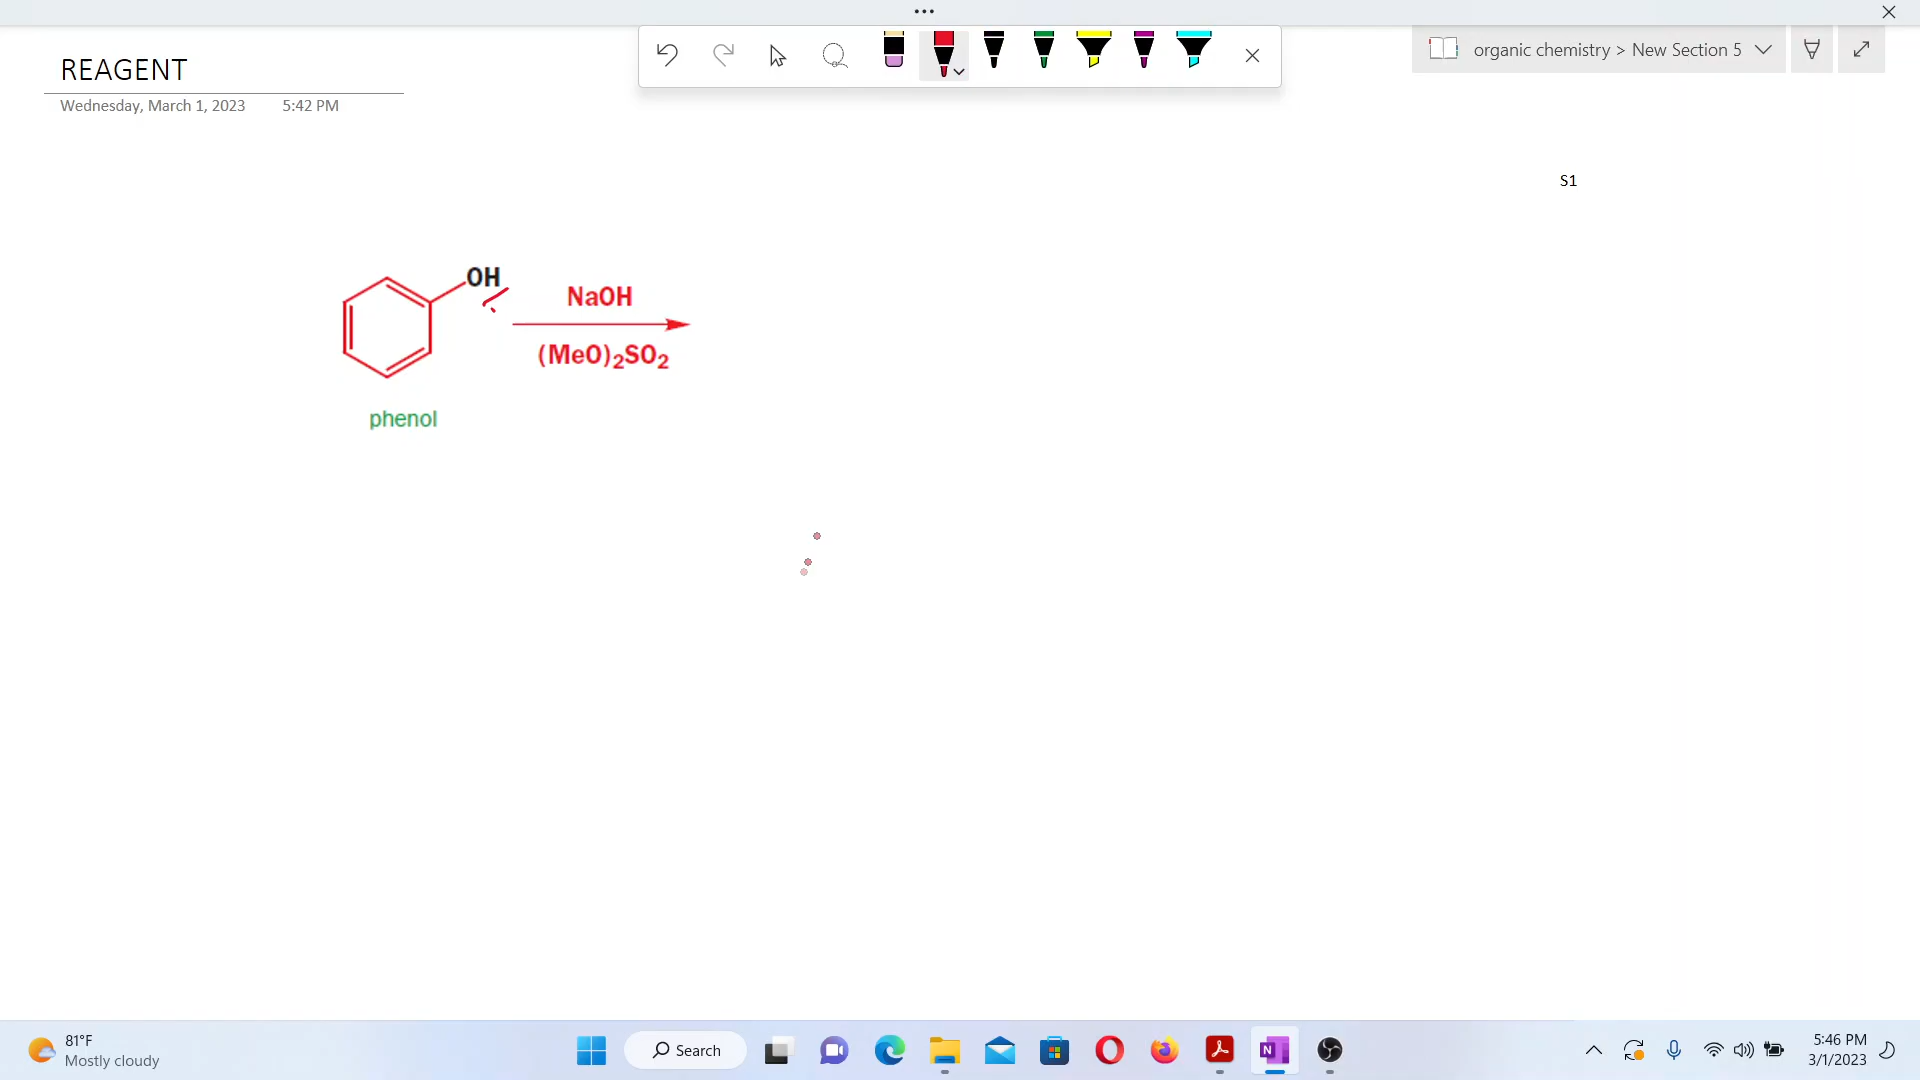 REAGENT
Wednesday, March 1, 2023 5:42 PM
organic chemistry > New Section 5
S1
OH
NaOH
(MeO)2SO2
phenol
81°F
Mostly cloudy
Search
5:46 PM
3/1/2023